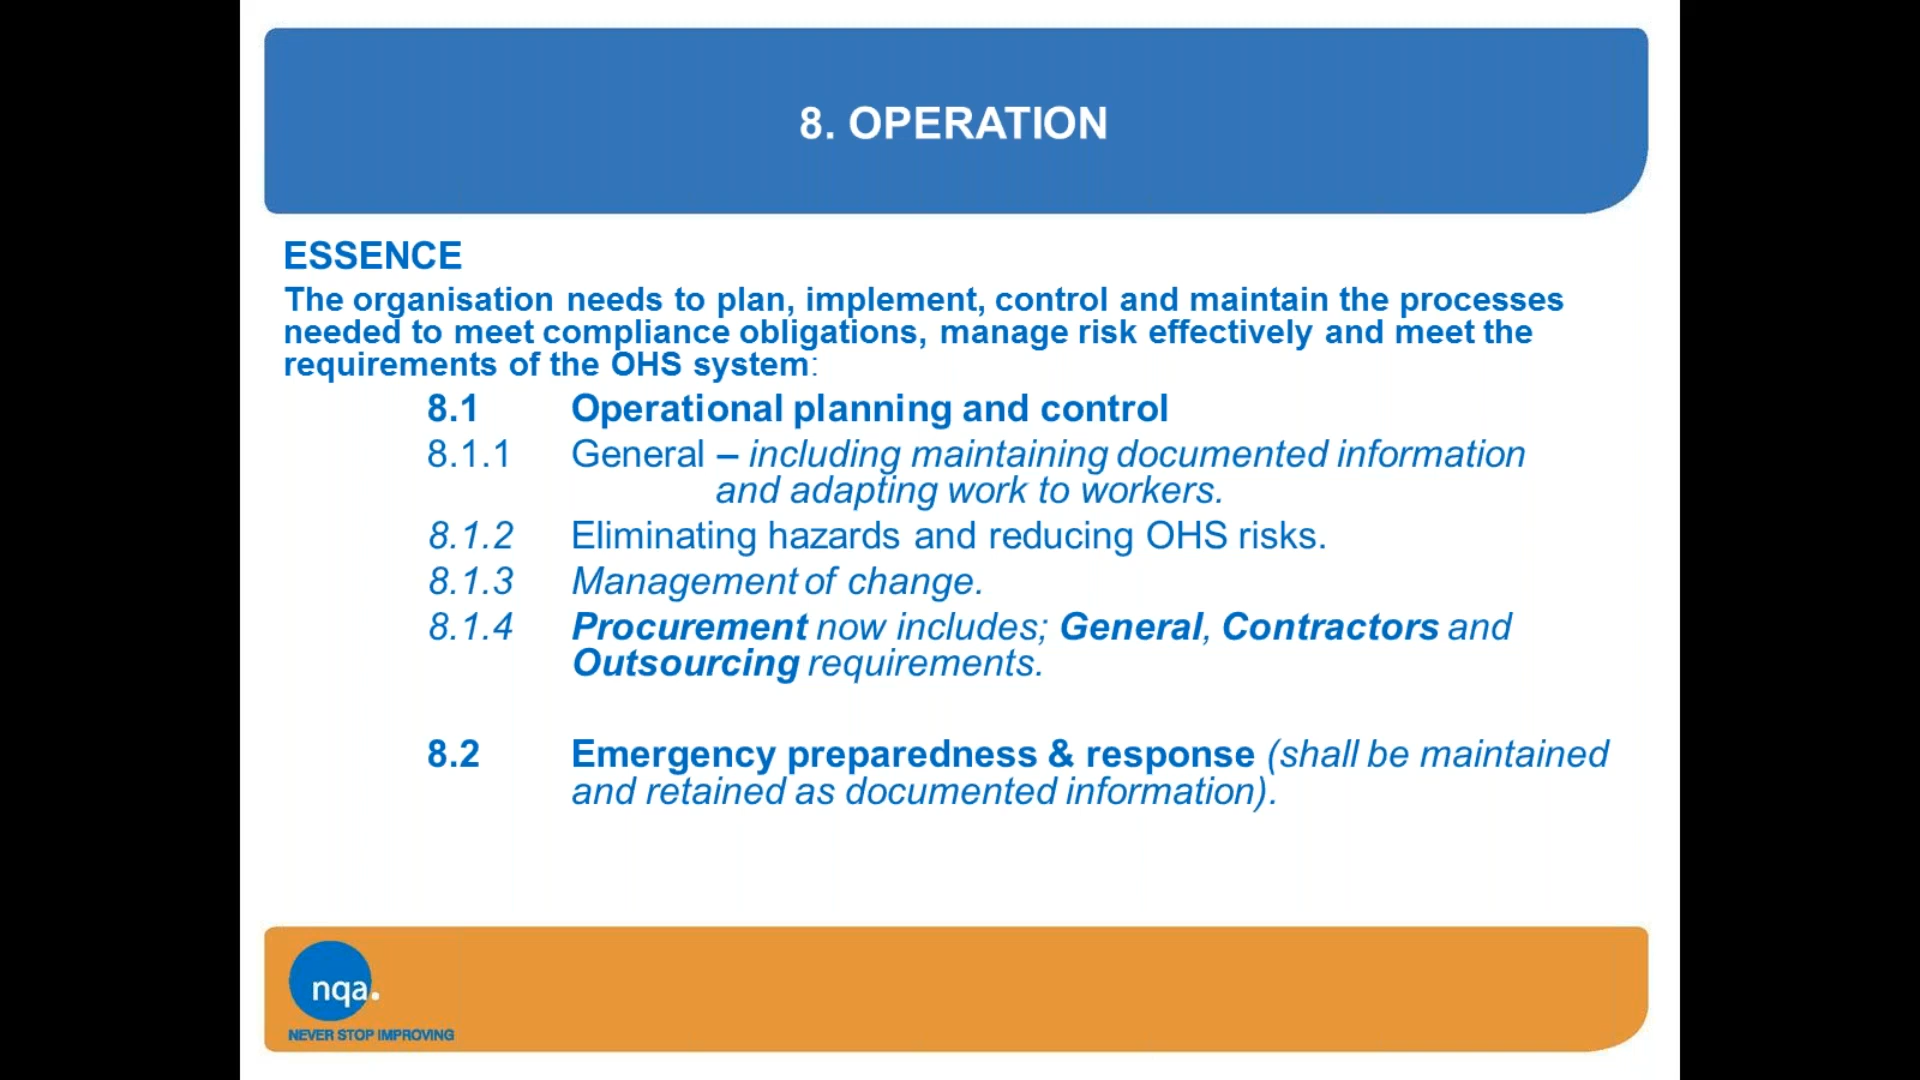 8. OPERATION
ESSENCE
The organisation needs to plan, implement, control and maintain the processes
needed to meet compliance obligations, manage risk effectively and meet the
requirements of the OHS system:
8.1 Operational planning and control
8.1.1 General – including maintaining documented information
and adapting work to workers.
8.1.2 Eliminating hazards and reducing OHS risks.
8.1.3 Management of change.
8.1.4 Procurement now includes; General, Contractors and
Outsourcing requirements.
8.2 Emergency preparedness & response (shall be maintained
and retained as documented information).
nqa.
NEVER STOP IMPROVING